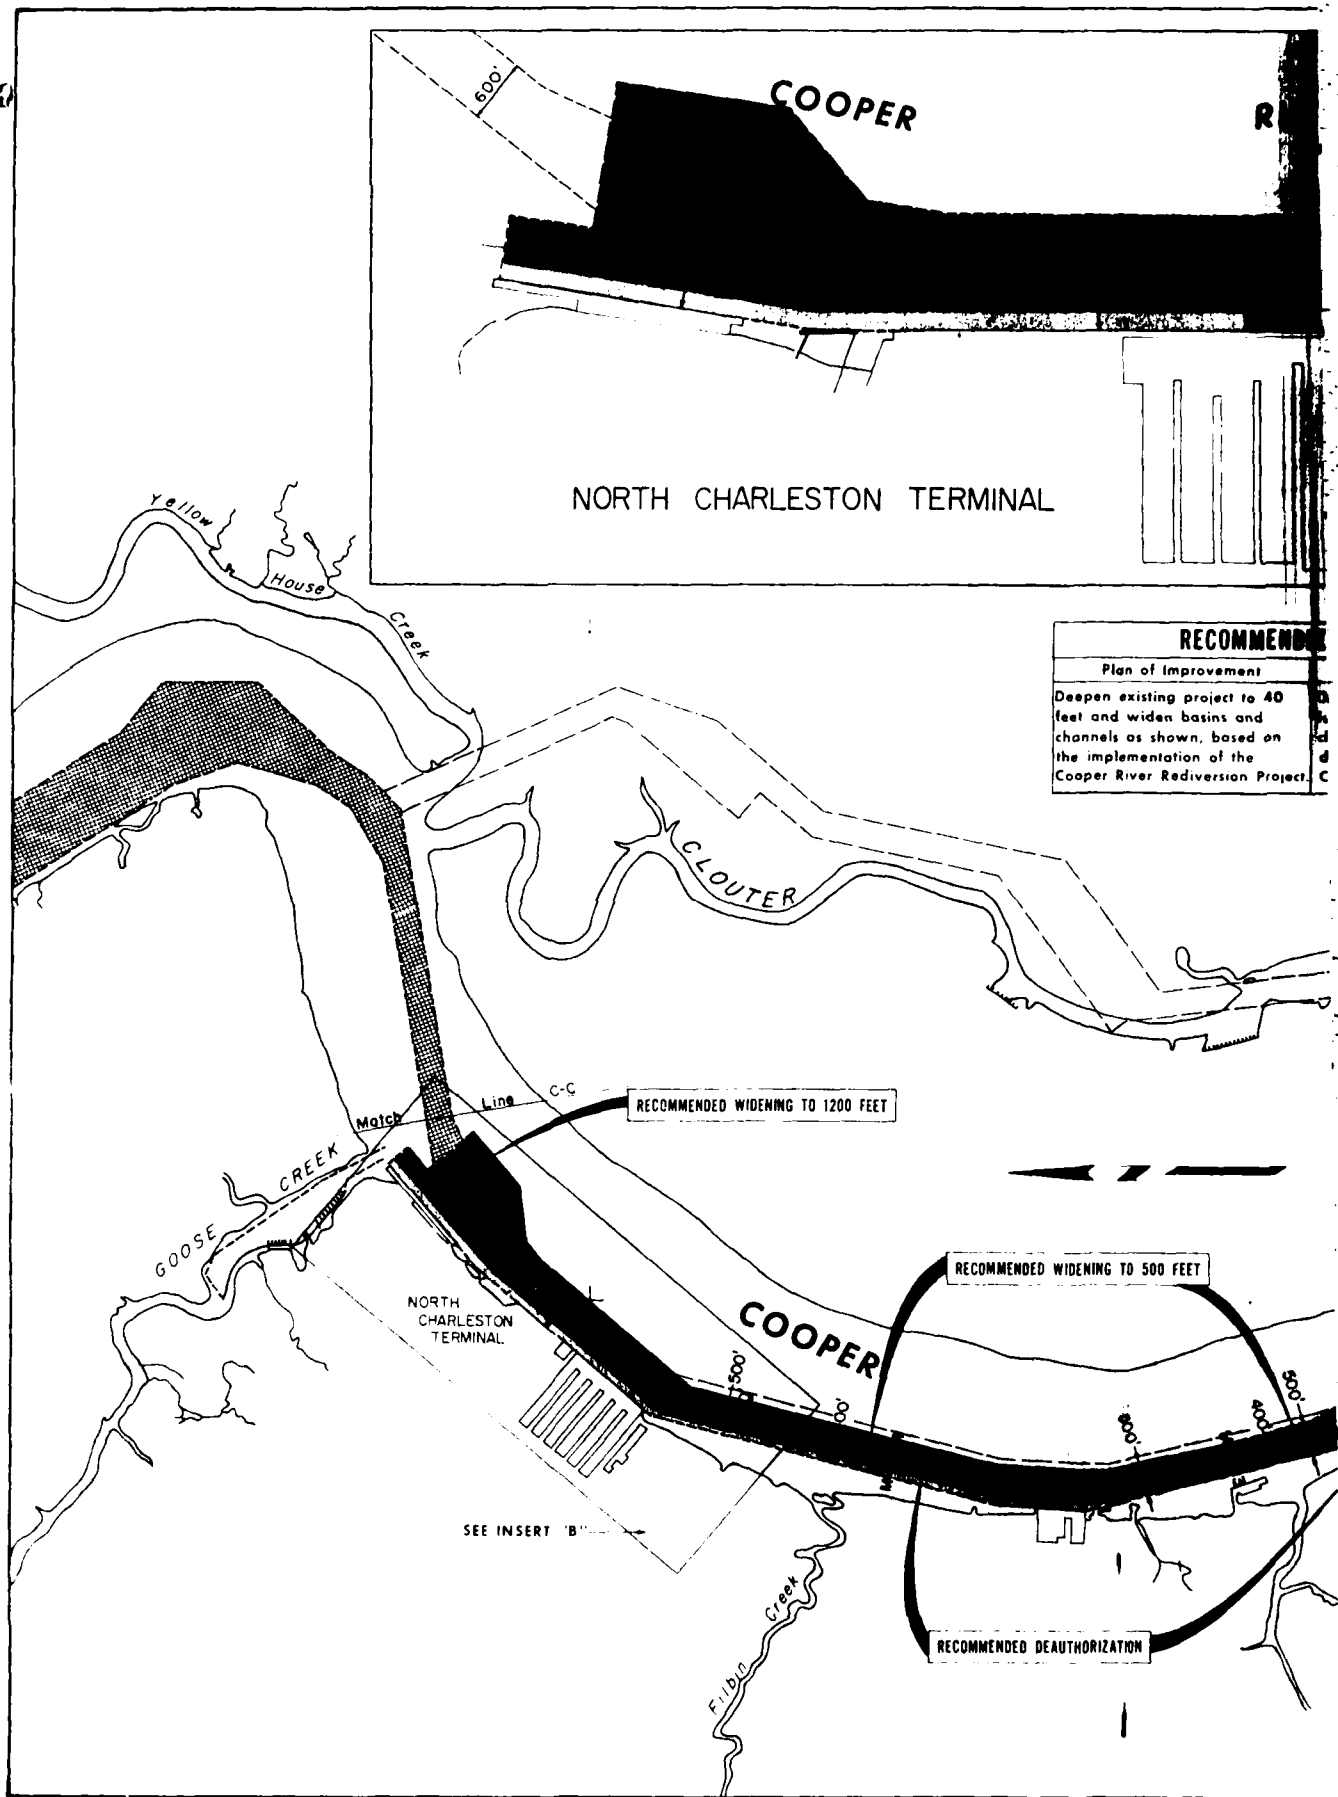 600'
COOPER
R
NORTH CHARLESTON TERMINAL
Yellow
House
Creek
RECOMMEND
Plan of Improvement
Deepen existing project to 40
feet and widen basins and
channels as shown, based on
the implementation of the
Cooper River Rediversion Project.
CLOUTER
Match Line C-C
RECOMMENDED WIDENING TO 1200 FEET
GOOSE CREEK
RECOMMENDED WIDENING TO 500 FEET
NORTH
CHARLESTON
TERMINAL
COOPER
500'
00'
500'
400'
600'
SEE INSERT "B"
Filbin Creek
RECOMMENDED DEAUTHORIZATION